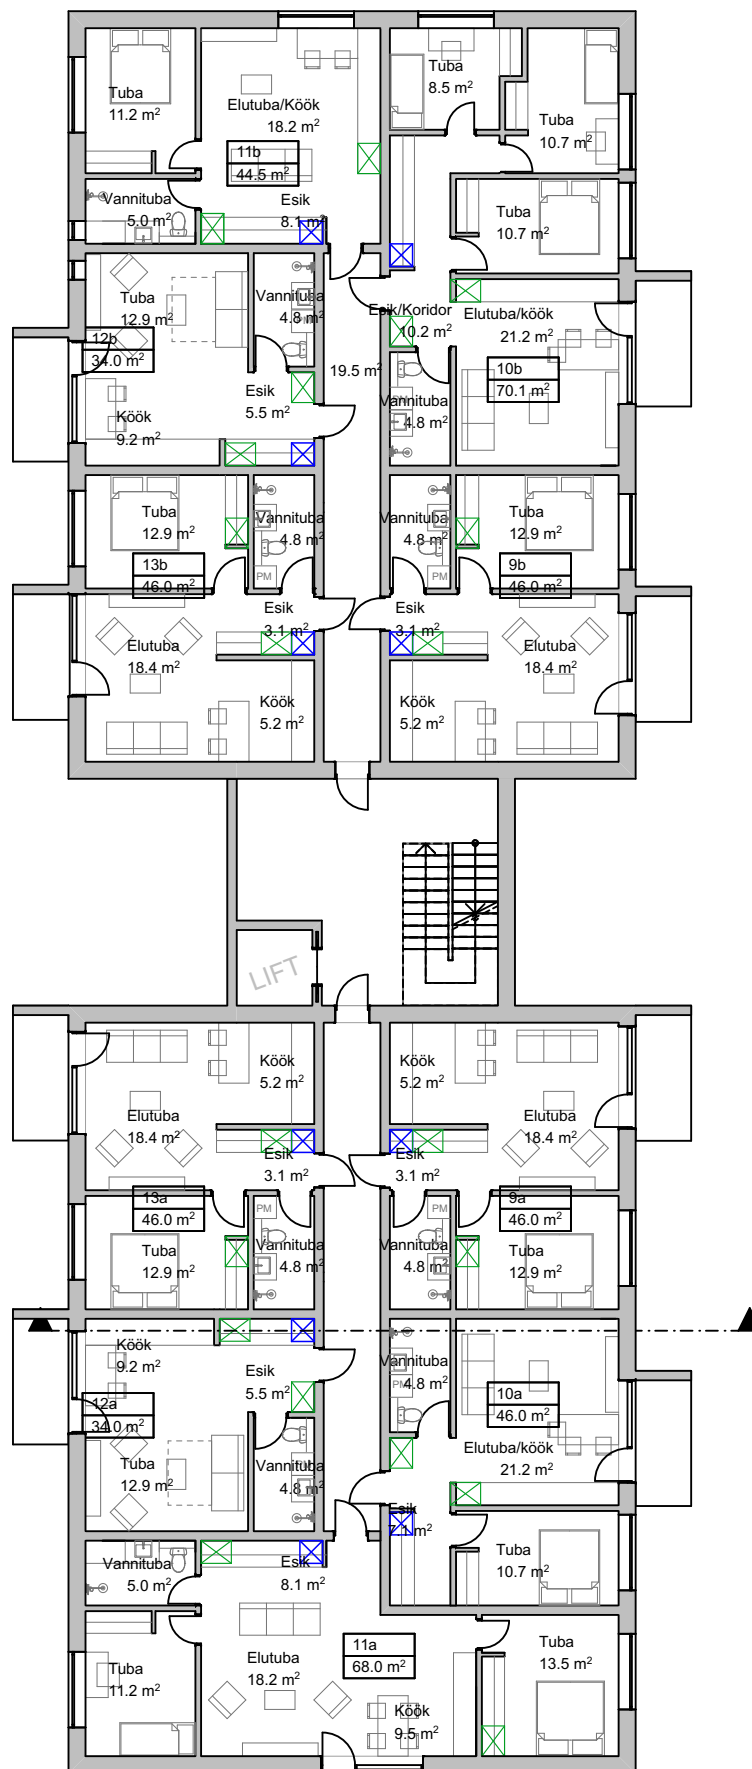 Tuba
11.2 m²
Elutuba/Köök
18.2 m²
11b
44.5 m²
Tuba
8.5 m²
Tuba
10.7 m²
Vannituba
5.0 m²
Esik
8.1 m²
Tuba
10.7 m²
Tuba
12.9 m²
12b
34.0 m²
Vannituba
4.8 m²
PM
Esik/Koridor
10.2 m²
Elutuba/köök
21.2 m²
10b
70.1 m²
19.5 m²
Köök
9.2 m²
Esik
5.5 m²
PM
Vannituba
4.8 m²
Tuba
12.9 m²
13b
46.0 m²
Vannituba
4.8 m²
PM
Vannituba
4.8 m²
PM
Tuba
12.9 m²
9b
46.0 m²
Esik
3.1 m²
Esik
3.1 m²
Elutuba
18.4 m²
Elutuba
18.4 m²
Köök
5.2 m²
Köök
5.2 m²
LIFT
Köök
5.2 m²
Köök
5.2 m²
Elutuba
18.4 m²
Elutuba
18.4 m²
Esik
3.1 m²
Esik
3.1 m²
13a
46.0 m²
PM
PM
9a
46.0 m²
Tuba
12.9 m²
Vannituba
4.8 m²
Vannituba
4.8 m²
Tuba
12.9 m²
Köök
9.2 m²
Esik
5.5 m²
Vannituba
4.8 m²
PM
12a
34.0 m²
10a
46.0 m²
Elutuba/köök
21.2 m²
Tuba
12.9 m²
Vannituba
4.8 m²
PM
Esik
7.1 m²
Vannituba
5.0 m²
Esik
8.1 m²
Tuba
10.7 m²
Tuba
11.2 m²
Elutuba
18.2 m²
11a
68.0 m²
Tuba
13.5 m²
Köök
9.5 m²